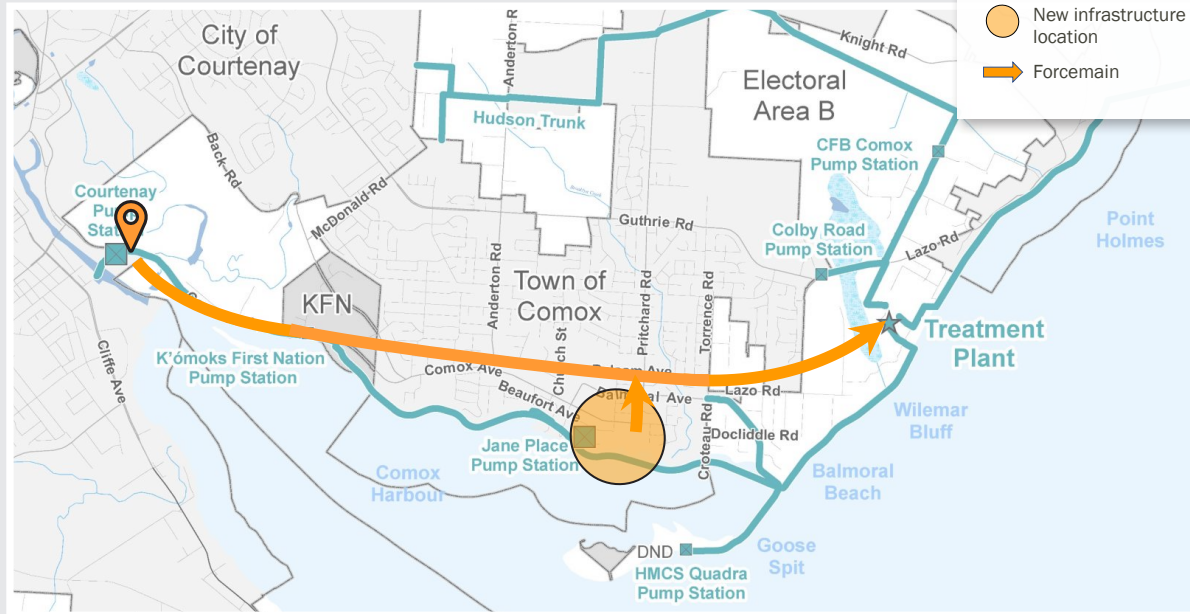 New infrastructure
location
Forcemain
City of
Courtenay
Anderton-R
Knight Rd
Electoral
Area B
Hudson Trunk
CFB Comox
Pump Station
Back-Rd
McDonald-Rd
Courtenay
Guthrie Rd
Colby Road
Pump Station
Lazo-Rd
Point
Holmes
KFN
Anderton-Rd
Town of
Comox
Pritchard Rd
Torrence Rd
Treatment
Plant
Church St
K'ómoks First Nation
Pump Station
Cliffe-Ave
Comox Ave
Beaufort Ave
Ave
Lazo Rd
Wilemar
Bluff
Croteau-Rd
Docliddle Rd
Jane Place
Pump Station
Comox
Harbour
Balmoral
Beach
DND
Goose
Spit
HMCS Quadra
Pump Station